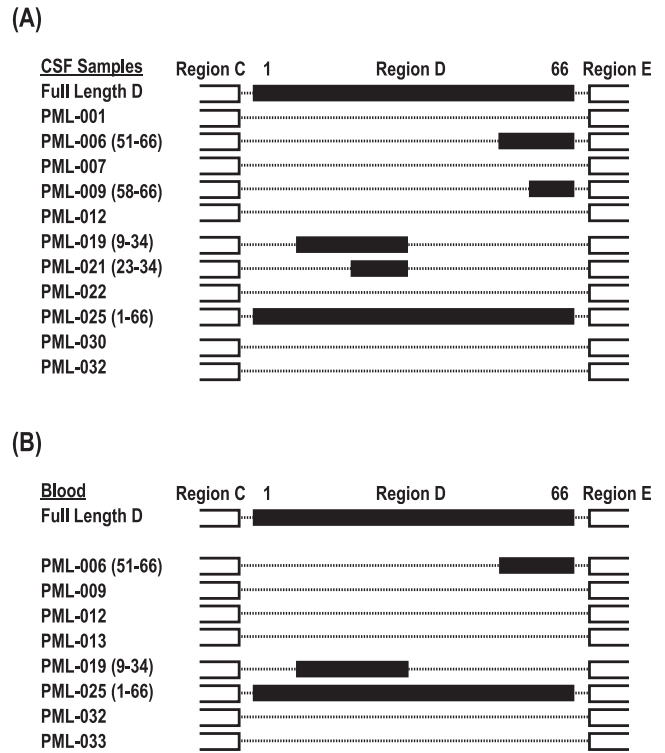 (A)
CSF Samples Region C 1 Region D 66 Region E
Full Length D
PML-001
PML-006 (51-66)
PML-007
PML-009 (58-66)
PML-012
PML-019 (9-34)
PML-021 (23-34)
PML-022
PML-025 (1-66)
PML-030
PML-032
(B)
Blood Region C 1 Region D 66 Region E
Full Length D
PML-006 (51-66)
PML-009
PML-012
PML-013
PML-019 (9-34)
PML-025 (1-66)
PML-032
PML-033